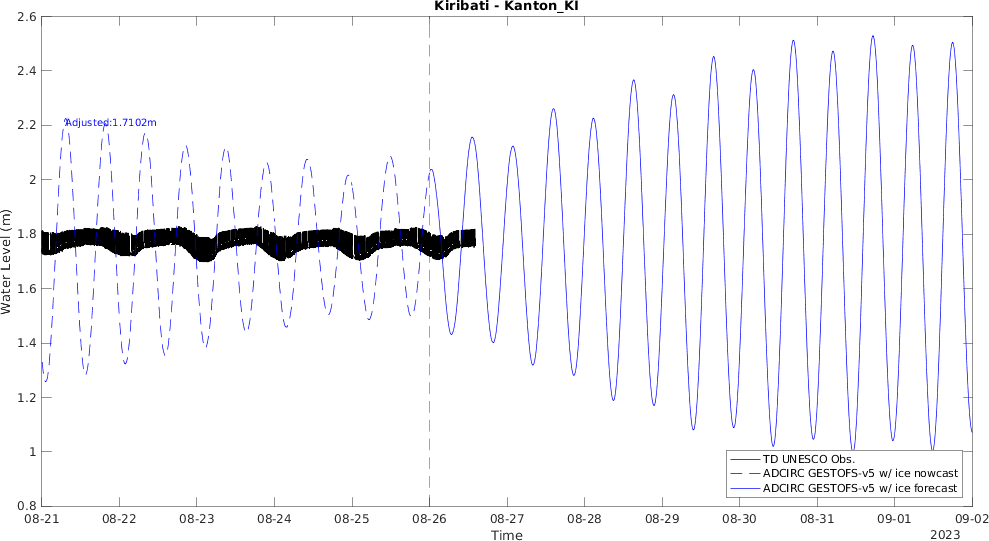 Kiribati - Kanton_KI
2.6
2.4
2.2
2
1.8
1.6
1.4
1.2
1
0.8
Water Level (m)
Adjusted:1.7102m
TD UNESCO Obs.
ADCIRC GESTOFS-v5 w/ ice nowcast
ADCIRC GESTOFS-v5 w/ ice forecast
08-21 08-22 08-23 08-24 08-25 08-26 08-27 08-28 08-29 08-30 08-31 09-01 09-02
Time
2023